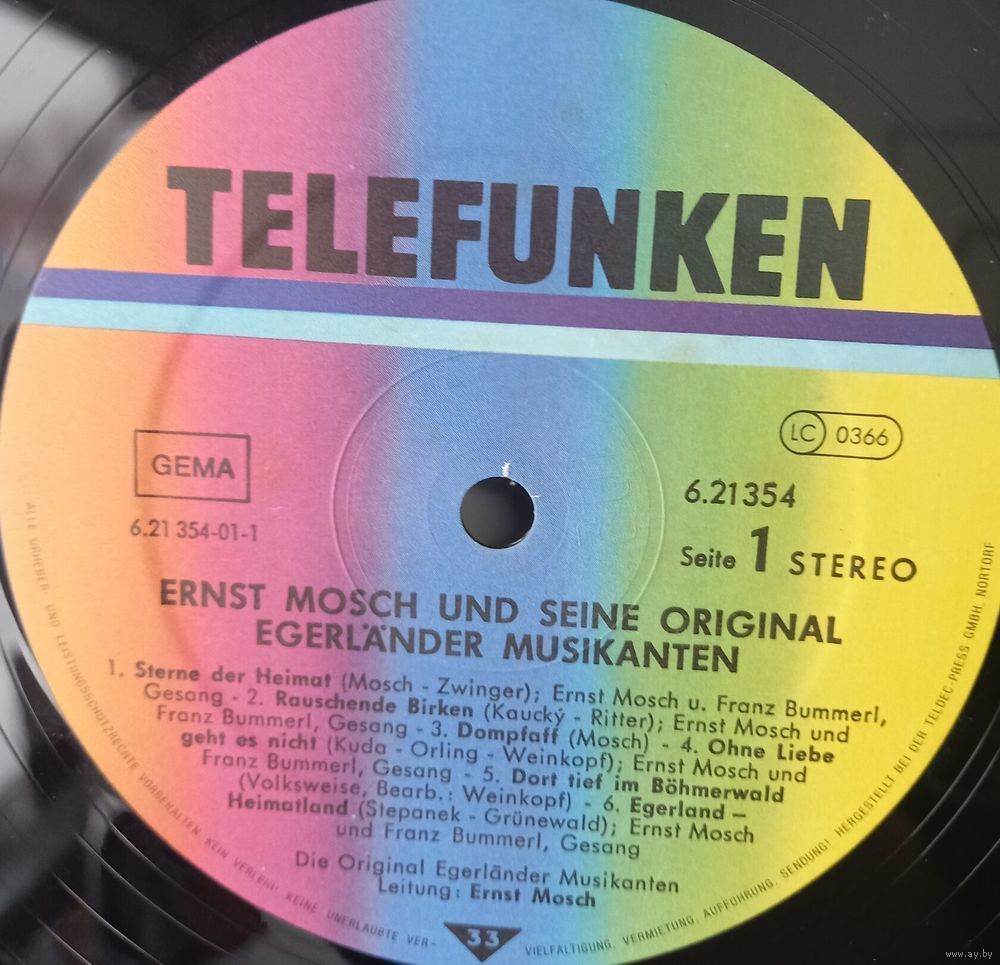 TELEFUNKEN
LC 0366
GEMA
6.21354
6.21 354-01-1
Seite 1 STEREO
ERNST MOSCH UND SEINE ORIGINAL
EGERLÄNDER MUSIKANTEN
1. Sterne der Heimat (Mosch - Zwinger); Ernst Mosch u. Franz Bummerl,
Gesang - 2. Rauschende Birken (Kaucký - Ritter); Ernst Mosch und
Franz Bummerl, Gesang - 3. Dompfaff (Mosch) - 4. Ohne Liebe
geht es nicht (Kuda - Orling - Weinkopf); Ernst Mosch und
Franz Bummerl, Gesang - 5. Dort tief im Böhmerwald
(Volksweise, Bearb.: Weinkopf) - 6. Egerland –
Heimatland (Stepanek - Grünewald); Ernst Mosch
und Franz Bummerl, Gesang
Die Original Egerländer Musikanten
Leitung: Ernst Mosch
33
ALLE URHEBER- UND LEISTUNGSSCHUTZRECHTE VORBEHALTEN. KEIN VERLEIH! KEINE UNERLAUBTE VER- VIELFÄLTIGUNG, VERMIETUNG, AUFFÜHRUNG, SENDUNG! HERGESTELLT BEI DER TELDEC-PRESS GMBH, NORTORF
www.ay.by